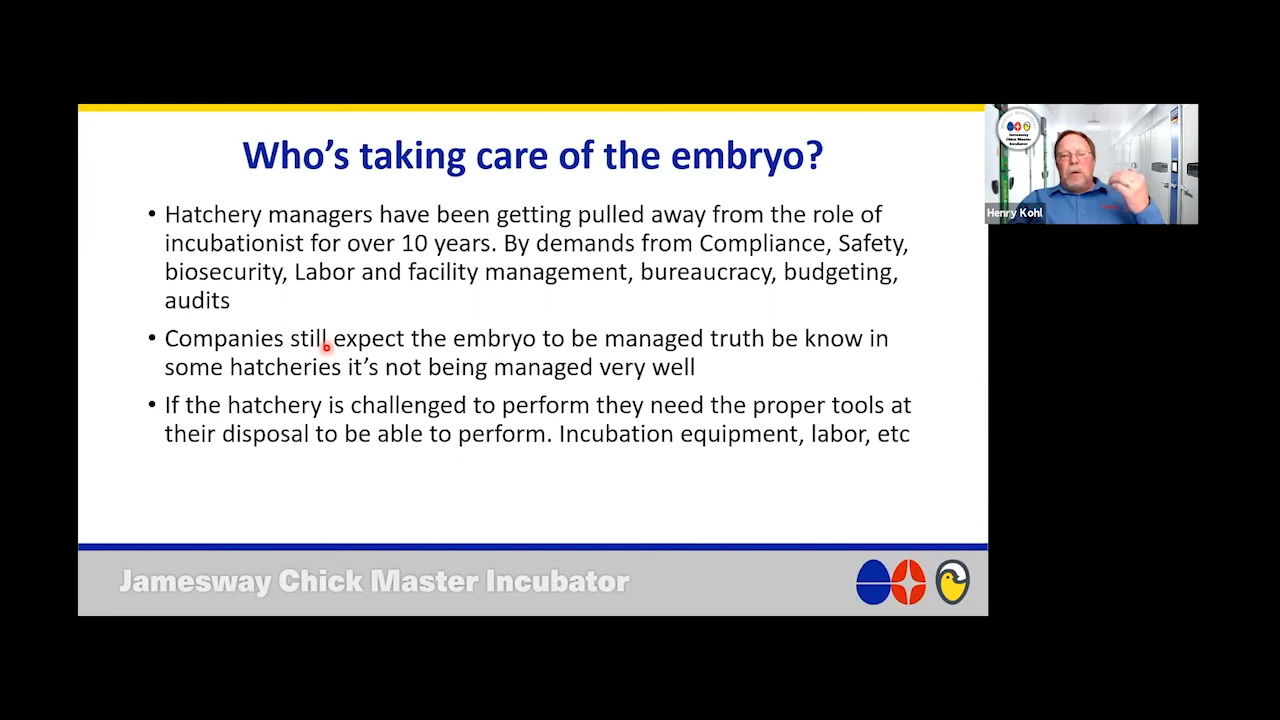 Who's taking care of the embryo?
• Hatchery managers have been getting pulled away from the role of
incubationist for over 10 years. By demands from Compliance, Safety,
biosecurity, Labor and facility management, bureaucracy, budgeting,
audits
• Companies still expect the embryo to be managed truth be know in
some hatcheries it's not being managed very well
• If the hatchery is challenged to perform they need the proper tools at
their disposal to be able to perform. Incubation equipment, labor, etc
Jamesway Chick Master Incubator
Jamesway
Chick Master
Incubator
Henry Kohl